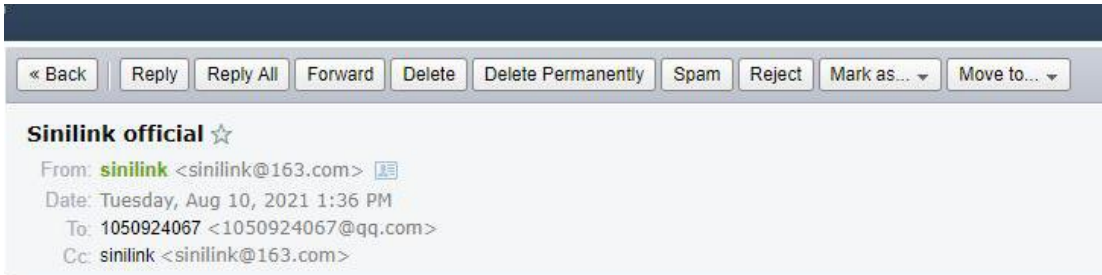 « Back Reply Reply All Forward Delete Delete Permanently Spam Reject Mark as... Move to...
Sinilink official
From: sinilink <sinilink@163.com>
Date: Tuesday, Aug 10, 2021 1:36 PM
To: 1050924067 <1050924067@qq.com>
Cc: sinilink <sinilink@163.com>